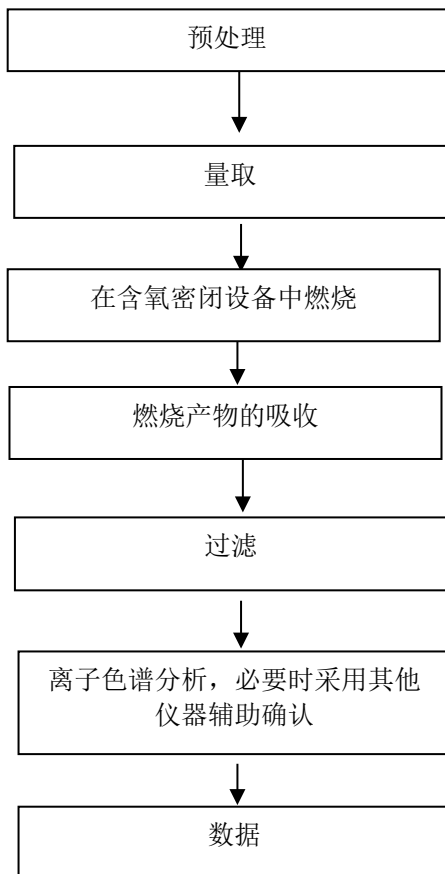 预处理
量取
在含氧密闭设备中燃烧
燃烧产物的吸收
过滤
离子色谱分析，必要时采用其他
仪器辅助确认
数据